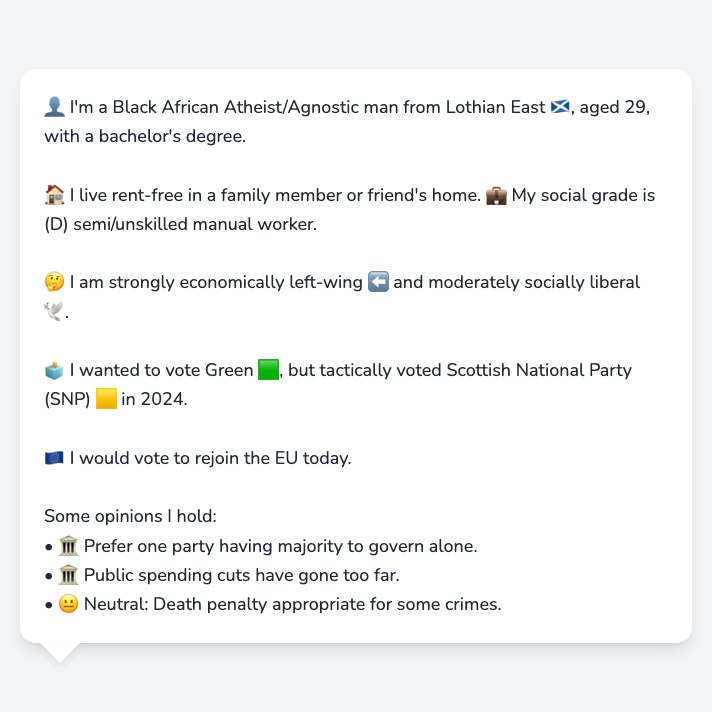 👤 I'm a Black African Atheist/Agnostic man from Lothian East 🏴󠁧󠁢󠁳󠁣󠁴󠁿, aged 29,
with a bachelor's degree.
🏠 I live rent-free in a family member or friend's home. 💼 My social grade is
(D) semi/unskilled manual worker.
🤔 I am strongly economically left-wing ⬅️ and moderately socially liberal
🕊️.
🗳️ I wanted to vote Green 🟩, but tactically voted Scottish National Party
(SNP) 🟨 in 2024.
🇪🇺 I would vote to rejoin the EU today.
Some opinions I hold:
• 🏛️ Prefer one party having majority to govern alone.
• 🏛️ Public spending cuts have gone too far.
• 😐 Neutral: Death penalty appropriate for some crimes.